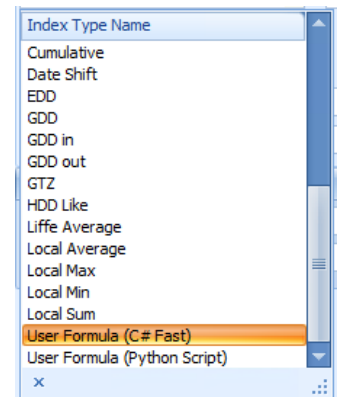 Index Type Name
Cumulative
Date Shift
EDD
GDD
GDD in
GDD out
GTZ
HDD Like
Liffe Average
Local Average
Local Max
Local Min
Local Sum
User Formula (C# Fast)
User Formula (Python Script)